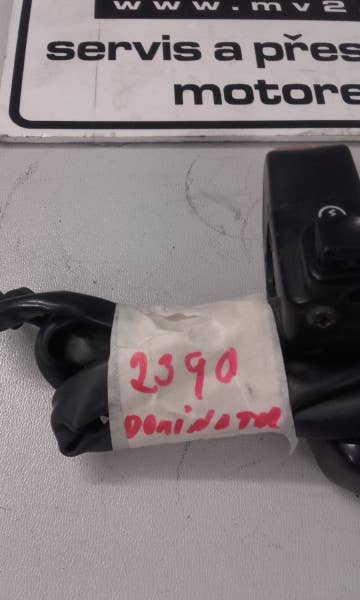 www.mv2
servis a přes
motore
2390
DOMINATOR